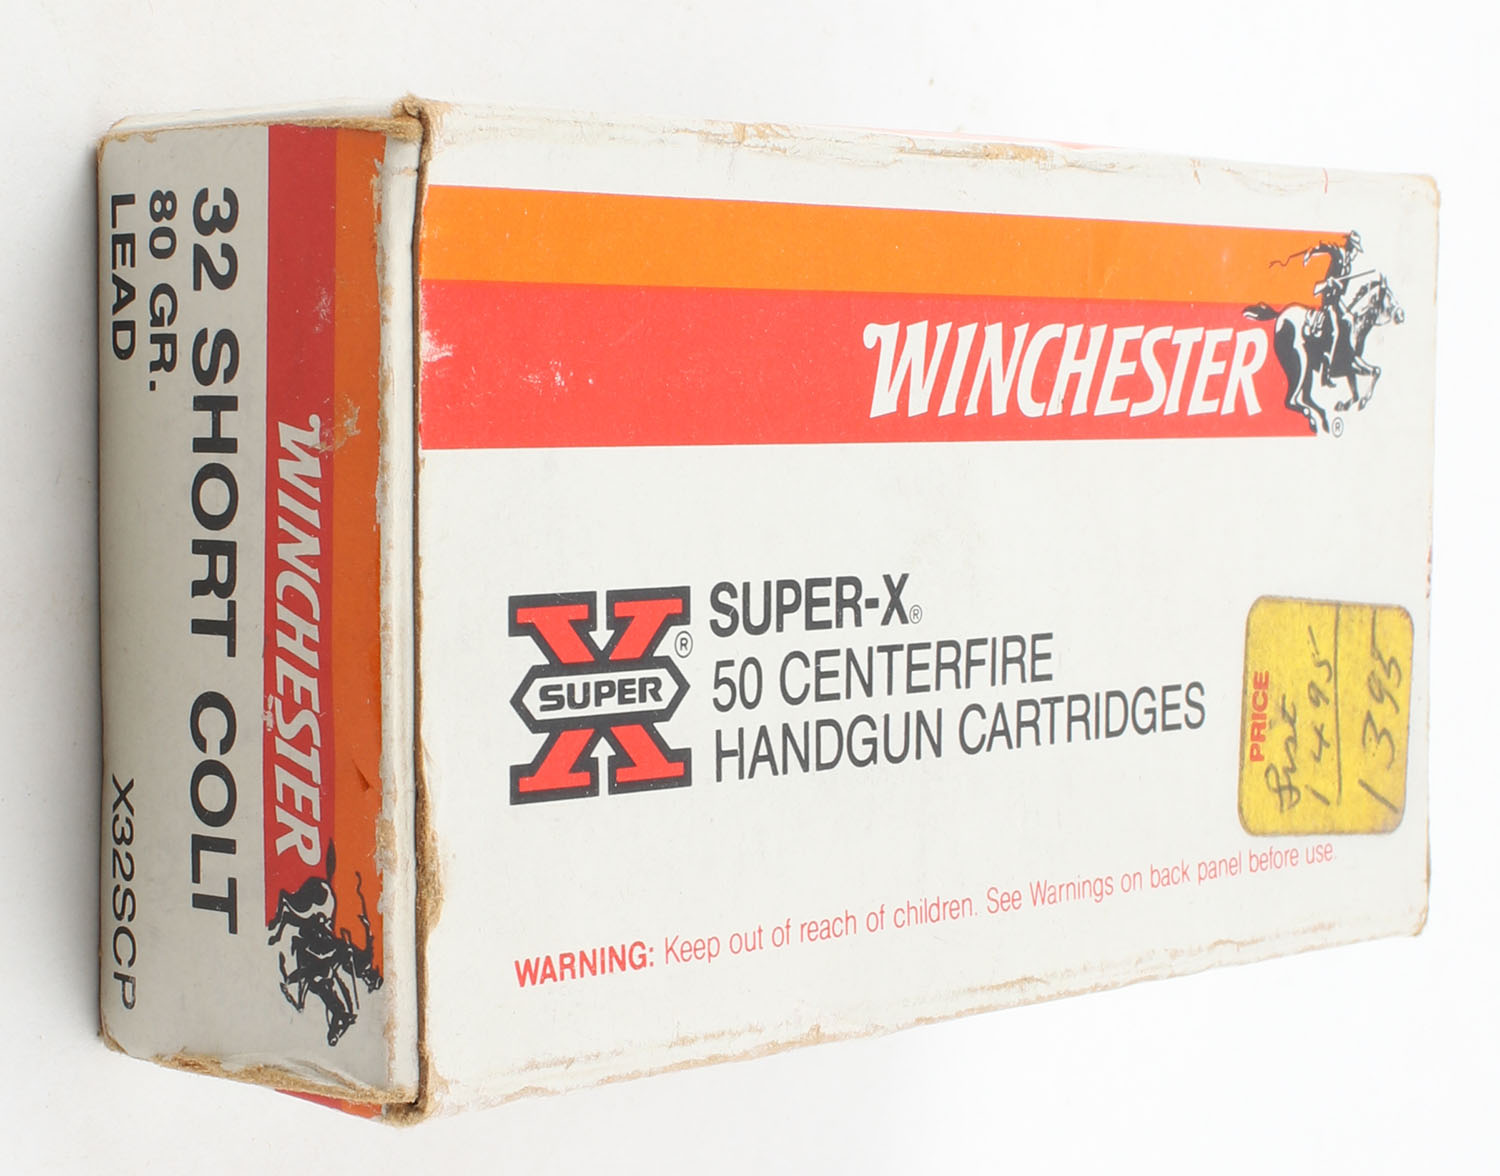 WINCHESTER
®
SUPER
®
SUPER-X®
50 CENTERFIRE
HANDGUN CARTRIDGES
WARNING: Keep out of reach of children. See Warnings on back panel before use.
PRICE
1495
1395
WINCHESTER
32 SHORT COLT
80 GR.
LEAD
X32SCP